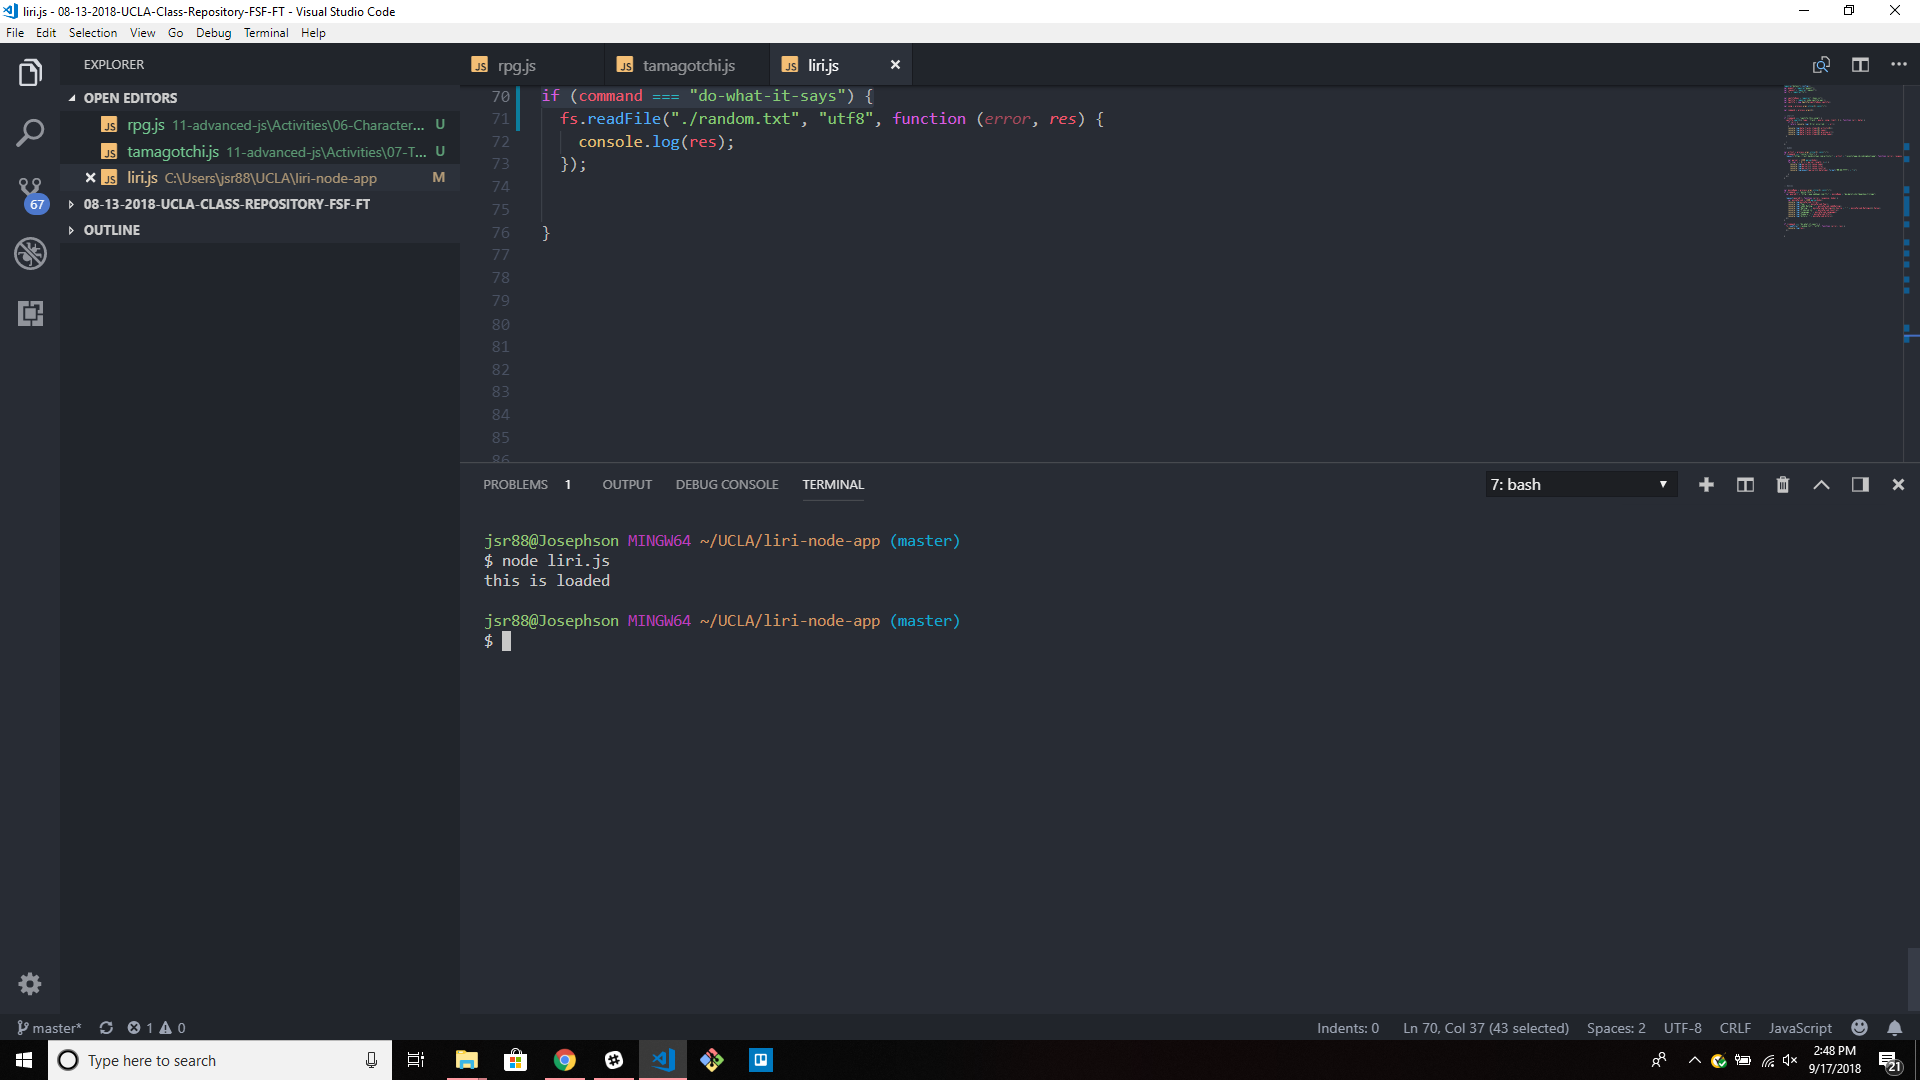 liri.js - 08-13-2018-UCLA-Class-Repository-FSF-FT - Visual Studio Code
File Edit Selection View Go Debug Terminal Help
EXPLORER
OPEN EDITORS
rpg.js 11-advanced-js\Activities\06-Character... U
tamagotchi.js 11-advanced-js\Activities\07-T... U
liri.js C:\Users\jsr88\UCLA\liri-node-app M
67
08-13-2018-UCLA-CLASS-REPOSITORY-FSF-FT
OUTLINE
JS rpg.js JS tamagotchi.js JS liri.js
70 if (command === "do-what-it-says") {
71 fs.readFile("./random.txt", "utf8", function (error, res) {
72 console.log(res);
73 });
74
75
76 }
77
78
79
80
81
82
83
84
85
86
PROBLEMS 1 OUTPUT DEBUG CONSOLE TERMINAL 7: bash
jsr88@Josephson MINGW64 ~/UCLA/liri-node-app (master)
$ node liri.js
this is loaded
jsr88@Josephson MINGW64 ~/UCLA/liri-node-app (master)
$
master* 1 0 Indents: 0 Ln 70, Col 37 (43 selected) Spaces: 2 UTF-8 CRLF JavaScript
Type here to search
2:48 PM
9/17/2018
21